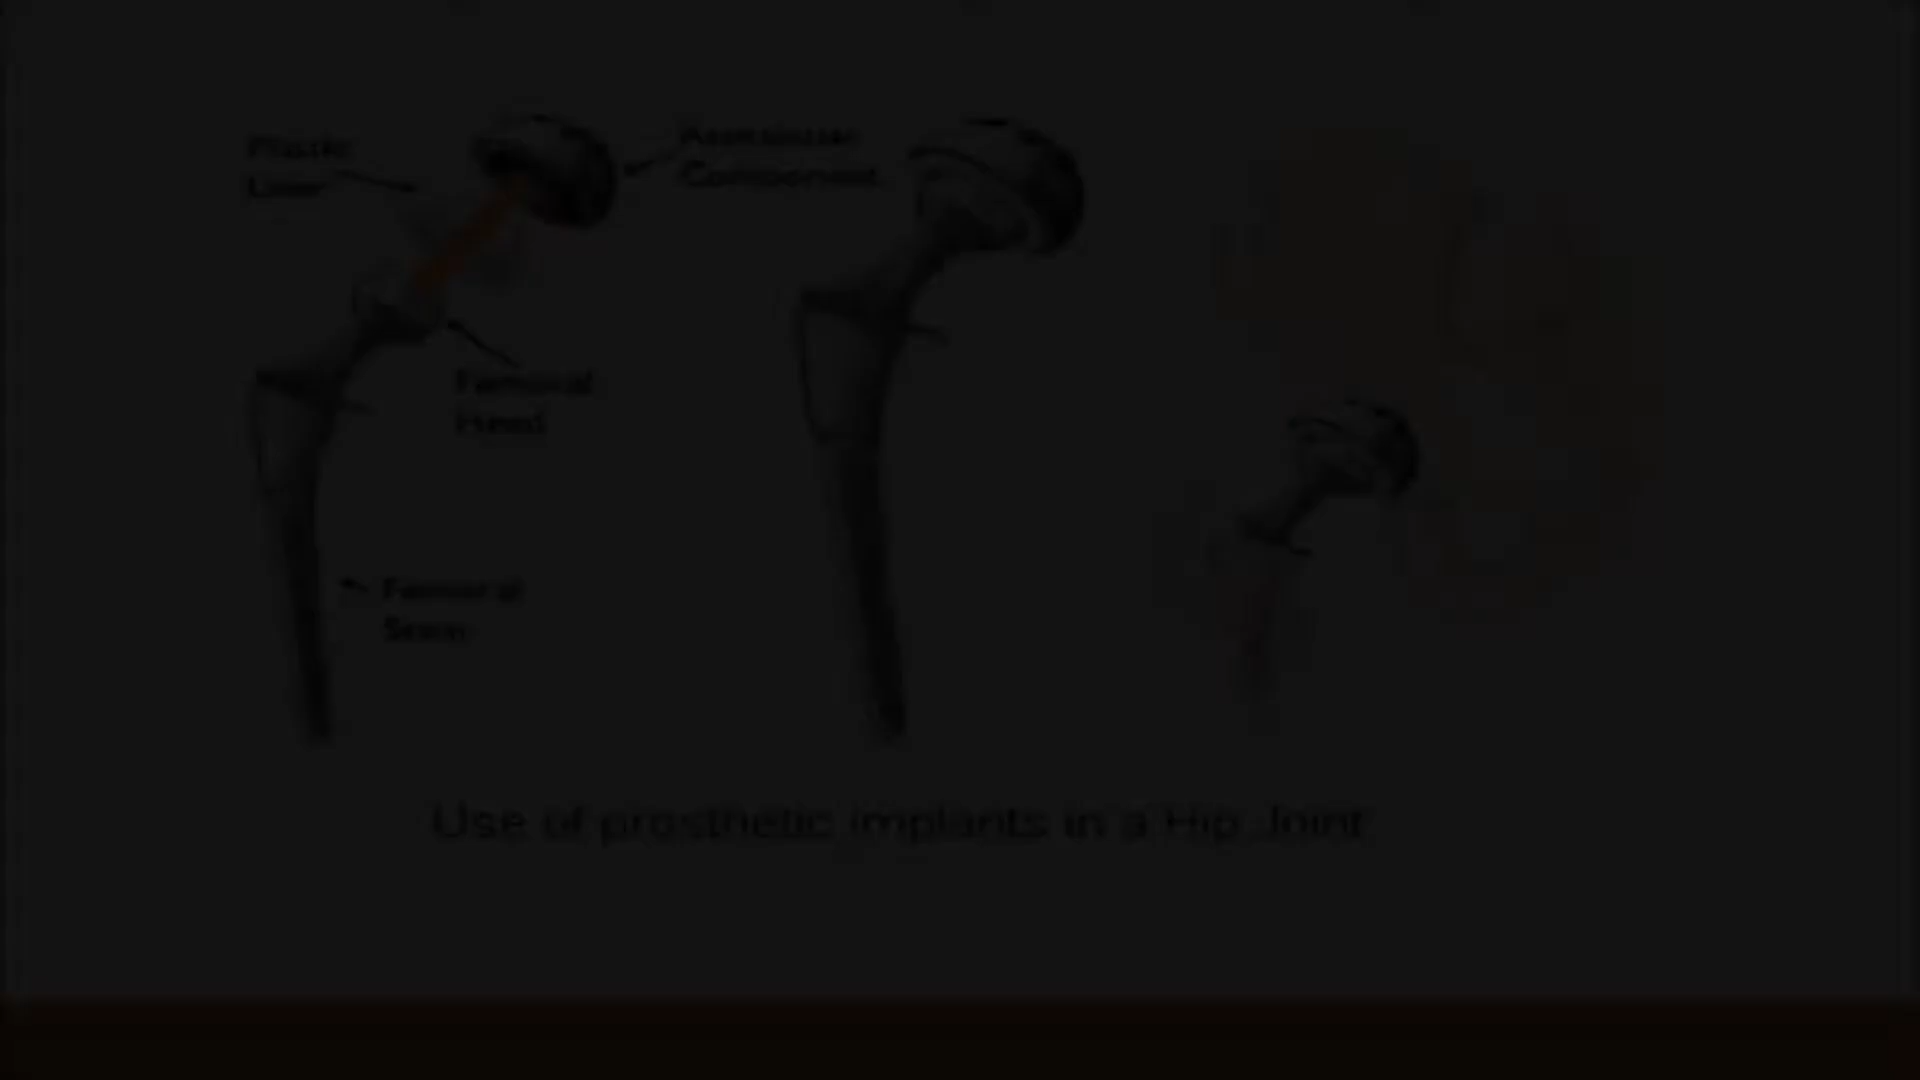 Plastic
Liner
Acetabular
Component
Femoral
Head
Femoral
Stem
Use of prosthetic implants in a Hip Joint